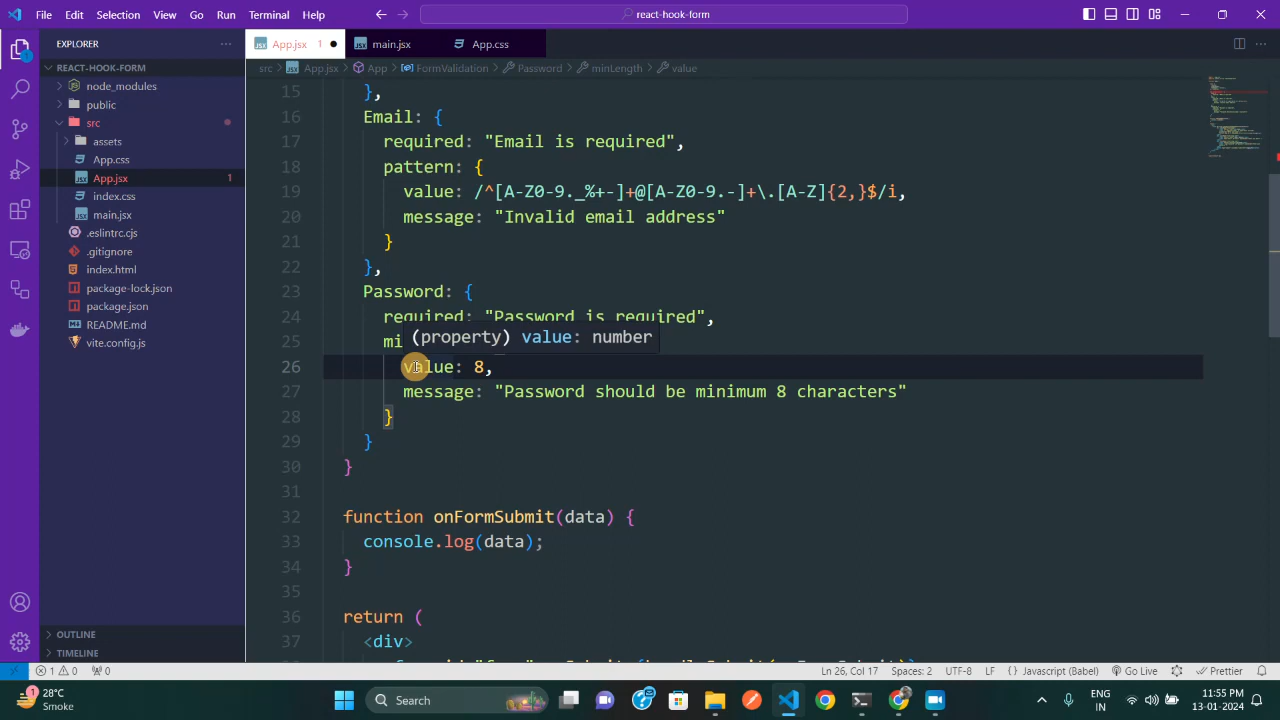 File Edit Selection View Go Run Terminal Help
react-hook-form
EXPLORER
App.jsx 1
main.jsx
App.css
src > App.jsx > App > FormValidation > Password > minLength > value
REACT-HOOK-FORM
node_modules
public
src
assets
App.css
App.jsx 1
index.css
main.jsx
.eslintrc.cjs
.gitignore
index.html
package-lock.json
package.json
README.md
vite.config.js
OUTLINE
TIMELINE
15 },
16 Email: {
17 required: "Email is required",
18 pattern: {
19 value: /^[A-Z0-9._%+-]+@[A-Z0-9.-]+\.[A-Z]{2,}$/i,
20 message: "Invalid email address"
21 }
22 },
23 Password: {
24 required: "Password is required",
(property) value: number
25 mi
26 value: 8,
27 message: "Password should be minimum 8 characters"
28 }
29 }
30 }
31
32 function onFormSubmit(data) {
33 console.log(data);
34 }
35
36 return (
37 <div>
1 0 0 Ln 26, Col 17 Spaces: 2 UTF-8 LF { } JavaScript (Babel) Go Live Prettier
28°C
Smoke
Search
ENG
IN
11:55 PM
13-01-2024